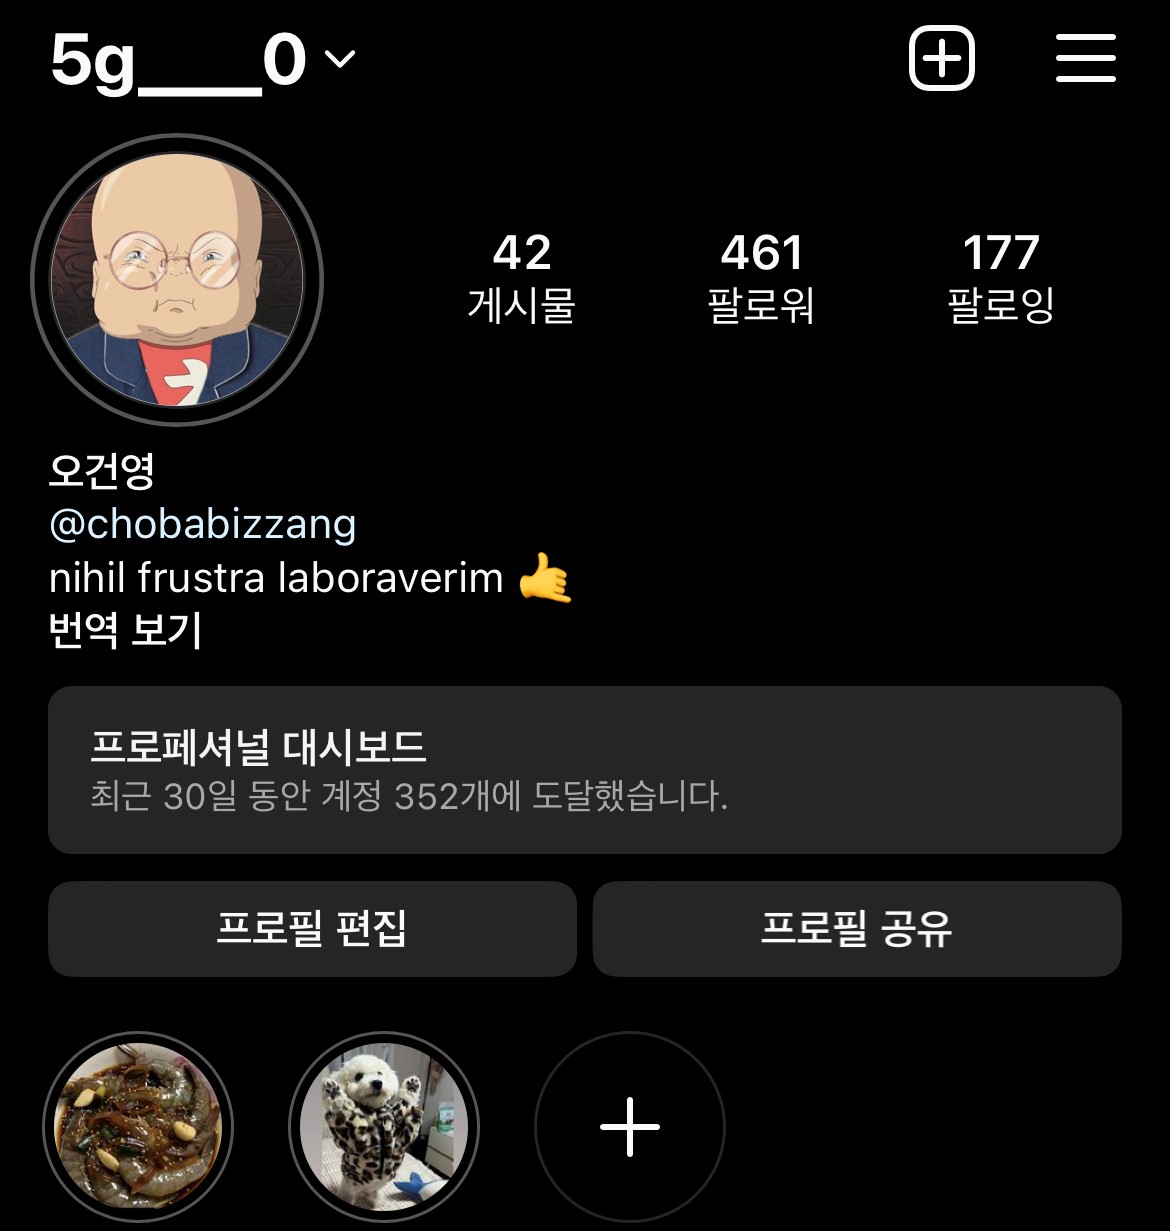 5g____0
42 461 177
게시물 팔로워 팔로잉
오건영
@chobabizzang
nihil frustra laboraverim 🤙
번역 보기
프로페셔널 대시보드
최근 30일 동안 계정 352개에 도달했습니다.
프로필 편집 프로필 공유